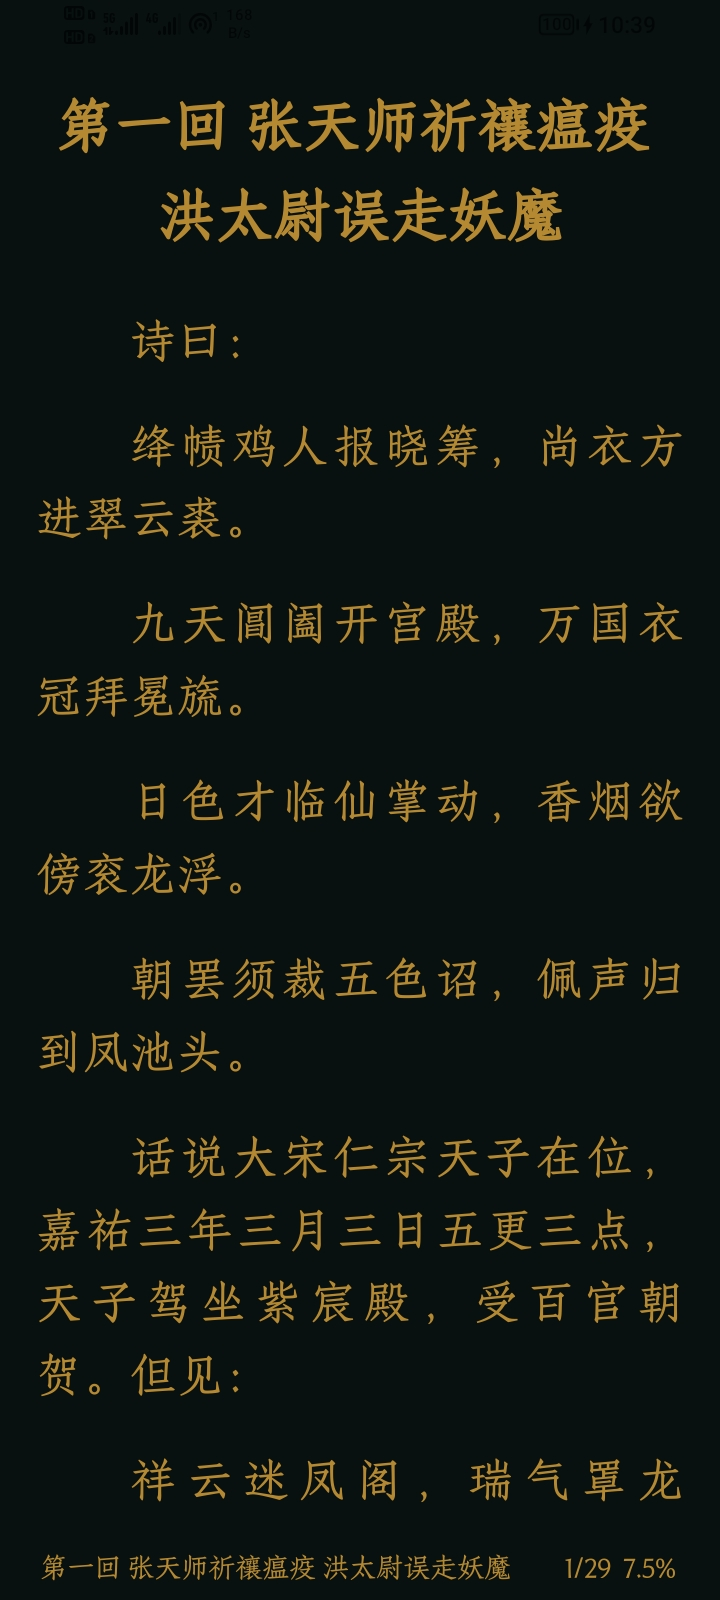 168
B/s
100
10:39
第一回 张天师祈禳瘟疫
洪太尉误走妖魔
诗曰：
绛帻鸡人报晓筹，尚衣方
进翠云裘。
九天阊阖开宫殿，万国衣
冠拜冕旒。
日色才临仙掌动，香烟欲
傍衮龙浮。
朝罢须裁五色诏，佩声归
到凤池头。
话说大宋仁宗天子在位，
嘉祐三年三月三日五更三点，
天子驾坐紫宸殿，受百官朝
贺。但见：
祥云迷凤阁，瑞气罩龙
第一回 张天师祈禳瘟疫 洪太尉误走妖魔 1/29 7.5%